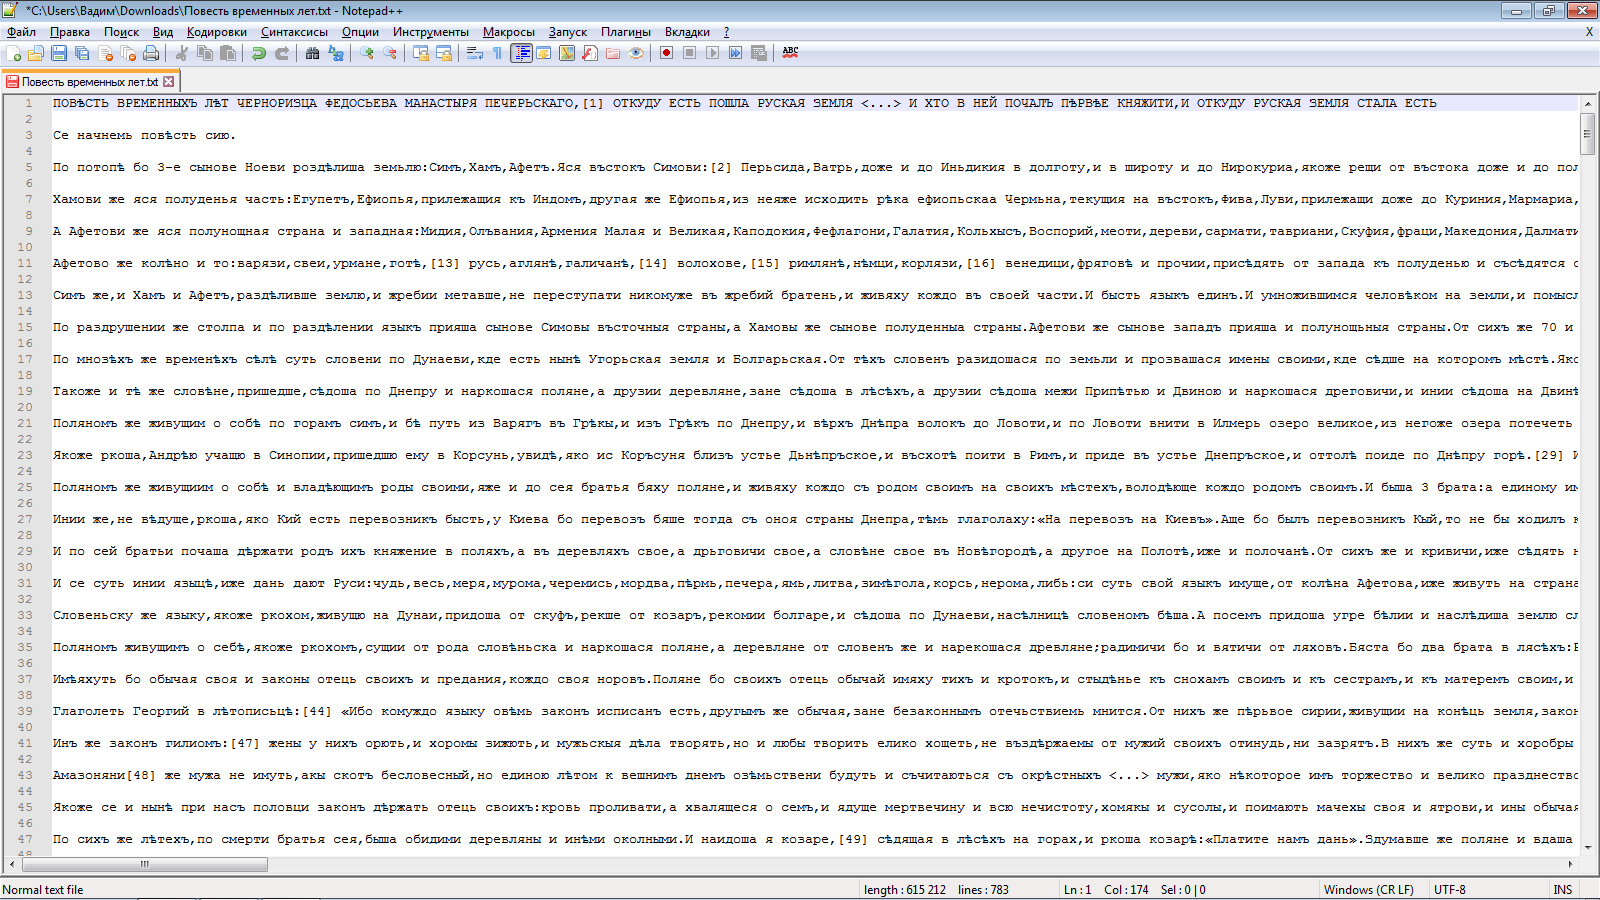 *C:\Users\Вадим\Downloads\Повесть временных лет.txt - Notepad++
Файл Правка Поиск Вид Кодировки Синтаксисы Опции Инструменты Макросы Запуск Плагины Вкладки ? X
ABC
Повесть временных лет.txt
1 ПОВѢСТЬ ВРЕМЕННЫХЪ ЛѢТ ЧЕРНОРИЗЦА ФЕДОСЬЕВА МАНАСТЫРЯ ПЕЧЕРЬСКАГО,[1] ОТКУДУ ЕСТЬ ПОШЛА РУСКАЯ ЗЕМЛЯ <...> И ХТО В НЕЙ ПОЧАЛЪ ПѢРВѢЕ КНЯЖИТИ,И ОТКУДУ РУСКАЯ ЗЕМЛЯ СТАЛА ЕСТЬ
2
3 Се начнемь повѣсть сию.
4
5 По потопѣ бо 3-е сынове Ноеви роздѣлиша землю:Симъ,Хамъ,Афетъ.Яся въстокъ Симови:[2] Перьсида,Ватрь,доже и до Иньдикия в долготу,и в широту и до Нирокуриа,якоже рещи от въстока доже и до пол
6
7 Хамови же яся полуденья часть:Египетъ,Ефиопья,прилежащия къ Индомъ,другая же Ефиопья,из неяже исходить рѣка ефиопьскаа Чермьна,текущия на въстокъ,Фива,Луви,прилежащи доже до Куриния,Мармариа,
8
9 А Афетови же яся полунощная страна и западная:Мидия,Олъвания,Армения Малая и Великая,Каподокия,Фефлагони,Галатия,Кольхысъ,Воспорий,меоти,дереви,сармати,тавриани,Скуфия,фраци,Македония,Далмати
10
11 Афетово же колѣно и то:варязи,свеи,урмане,готѣ,[13] русь,аглянѣ,галичанѣ,[14] волохове,[15] римлянѣ,нѣмци,корлязи,[16] венедици,фряговѣ и прочии,присѣдять от запада къ полуденью и съсѣдятся с
12
13 Симъ же,и Хамъ и Афетъ,раздѣливше землю,и жребии метавше,не переступати никомуже въ жребий братень,и живяху кождо въ своей части.И бысть языкъ единъ.И умножившимся человѣком на земли,и помысл
14
15 По раздрушении же столпа и по раздѣлении языкъ прияша сынове Симовы въсточныя страны,а Хамовы же сынове полуденныа страны.Афетови же сынове западъ прияша и полунощьныя страны.От сихъ же 70 и
16
17 По мнозѣхъ же временѣхъ сѣлѣ суть словени по Дунаеви,кде есть нынѣ Угорьская земля и Болгарьская.От тѣхъ словенъ разидошася по земьли и прозвашася имены своими,кде сѣдше на которомъ мѣстѣ.Яко
18
19 Такоже и тѣ же словѣне,пришедше,сѣдоша по Днепру и наркошася поляне,а друзии деревляне,зане сѣдоша в лѣсѣхъ,а друзии сѣдоша межи Припѣтью и Двиною и наркошася дреговичи,и инии сѣдоша на Двинѣ
20
21 Поляномъ же живущим о собѣ по горамъ симъ,и бѣ путь из Варягъ въ Грѣкы,и изъ Грѣкъ по Днепру,и вѣрхъ Днѣпра волокъ до Ловоти,и по Ловоти внити в Илмерь озеро великое,из негоже озера потечеть
22
23 Якоже ркоша,Андрѣю учащю в Синопии,пришедшю ему в Корсунь,увидѣ,яко ис Коръсуня близъ устье Дьнѣпрьское,и въсхотѣ поити в Римъ,и приде въ устье Днепрьское,и оттолѣ поиде по Днѣпру горѣ.[29] И
24
25 Поляномъ же живущиим о собѣ и владѣющимъ роды своими,яже и до сея братья бяху поляне,и живяху кождо съ родом своимъ на своихъ мѣстехъ,володѣюще кождо родомъ своимъ.И быша 3 брата:а единому им
26
27 Инии же,не вѣдуще,ркоша,яко Кий есть перевозникъ бысть,у Киева бо перевозъ бяше тогда съ оноя страны Днепра,тѣмь глаголаху:«На перевозъ на Киевъ».Аще бо былъ перевозникъ Кый,то не бы ходилъ к
28
29 И по сей братьи почаша дѣржати родъ ихъ княжение в поляхъ,а въ деревляхъ свое,а дрьговичи свое,а словѣне свое въ Новѣгородѣ,а другое на Полотѣ,иже и полочанѣ.От сихъ же и кривичи,иже сѣдять н
30
31 И се суть инии языцѣ,иже дань дают Руси:чудь,весь,меря,мурома,черемись,мордва,пѣрмь,печера,ямь,литва,зимѣгола,корсь,нерома,либь:си суть свой языкъ имуще,от колѣна Афетова,иже живуть на страна
32
33 Словеньску же языку,якоже ркохом,живущю на Дунаи,придоша от скуфъ,рекше от козаръ,рекомии болгаре,и сѣдоша по Дунаеви,насѣлницѣ словеномъ бѣша.А посемъ придоша угре бѣлии и наслѣдиша землю сл
34
35 Поляномъ живущимъ о себѣ,якоже ркохомъ,сущии от рода словѣньска и наркошася поляне,а деревляне от словенъ же и нарекошася древляне;радимичи бо и вятичи от ляховъ.Бяста бо два брата в лясѣхъ:Р
36
37 Имѣяхуть бо обычая своя и законы отець своихъ и предания,кождо своя норовъ.Поляне бо своихъ отець обычай имяху тихъ и кротокъ,и стыдѣнье къ снохамъ своимъ и къ сестрамъ,и къ матеремъ своим,и
38
39 Глаголеть Георгий в лѣтописьцѣ:[44] «Ибо комуждо языку овѣмь законъ исписанъ есть,другымъ же обычая,зане безаконнымъ отечьствиемь мнится.От нихъ же пѣрьвое сирии,живущии на конѣць земля,закон
40
41 Инъ же законъ гилиомъ:[47] жены у нихъ орють,и хоромы зижють,и мужьскыя дѣла творять,но и любы творить елико хощеть,не въздѣржаемы от мужий своихъ отинудь,ни зазрятъ.В нихъ же суть и хоробры
42
43 Амазоняни[48] же мужа не имуть,акы скотъ бесловесный,но единою лѣтом к вешнимъ днемъ озѣмьствени будуть и съчитаються съ окрѣстныхъ <...> мужи,яко нѣкоторое имъ торжество и велико празднество
44
45 Якоже се и нынѣ при насъ половци законъ дѣржать отець своихъ:кровь проливати,а хвалящеся о семъ,и ядуще мертвечину и всю нечистоту,хомякы и сусолы,и поимають мачехы своя и ятрови,и ины обычая
46
47 По сихъ же лѣтехъ,по смерти братья сея,быша обидими деревляны и инѣми околными.И наидоша я козаре,[49] сѣдящая в лѣсѣхъ на горах,и ркоша козарѣ:«Платите намъ дань».Здумавше же поляне и вдаша
48
Normal text file length : 615 212 lines : 783 Ln : 1 Col : 174 Sel : 0 | 0 Windows (CR LF) UTF-8 INS